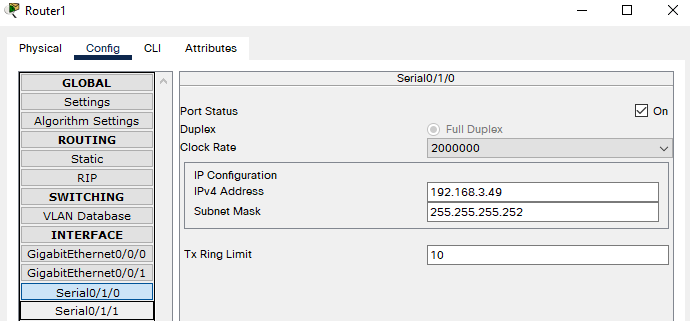 Router1
Physical Config CLI Attributes
GLOBAL
Settings
Algorithm Settings
ROUTING
Static
RIP
SWITCHING
VLAN Database
INTERFACE
GigabitEthernet0/0/0
GigabitEthernet0/0/1
Serial0/1/0
Serial0/1/1
Serial0/1/0
Port Status On
Duplex Full Duplex
Clock Rate 2000000
IP Configuration
IPv4 Address 192.168.3.49
Subnet Mask 255.255.255.252
Tx Ring Limit 10